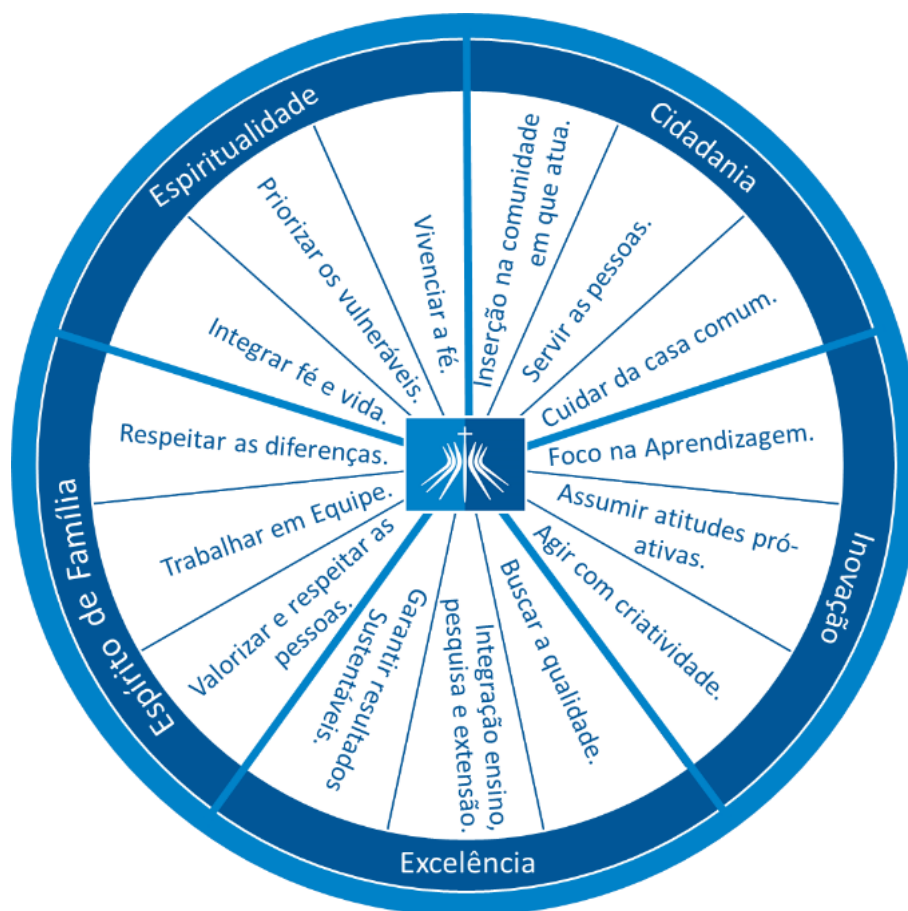 Espiritualidade
Vivenciar a fé.
Priorizar os vulneráveis.
Integrar fé e vida.
Cidadania
Inserção na comunidade
em que atua.
Servir as pessoas.
Cuidar da casa comum.
Inovação
Foco na Aprendizagem.
Assumir atitudes pró-
ativas.
Agir com criatividade.
Excelência
Buscar a qualidade.
Integração ensino,
pesquisa e extensão.
Garantir resultados
Sustentáveis.
Espírito de Família
Valorizar e respeitar as
pessoas.
Trabalhar em Equipe.
Respeitar as diferenças.